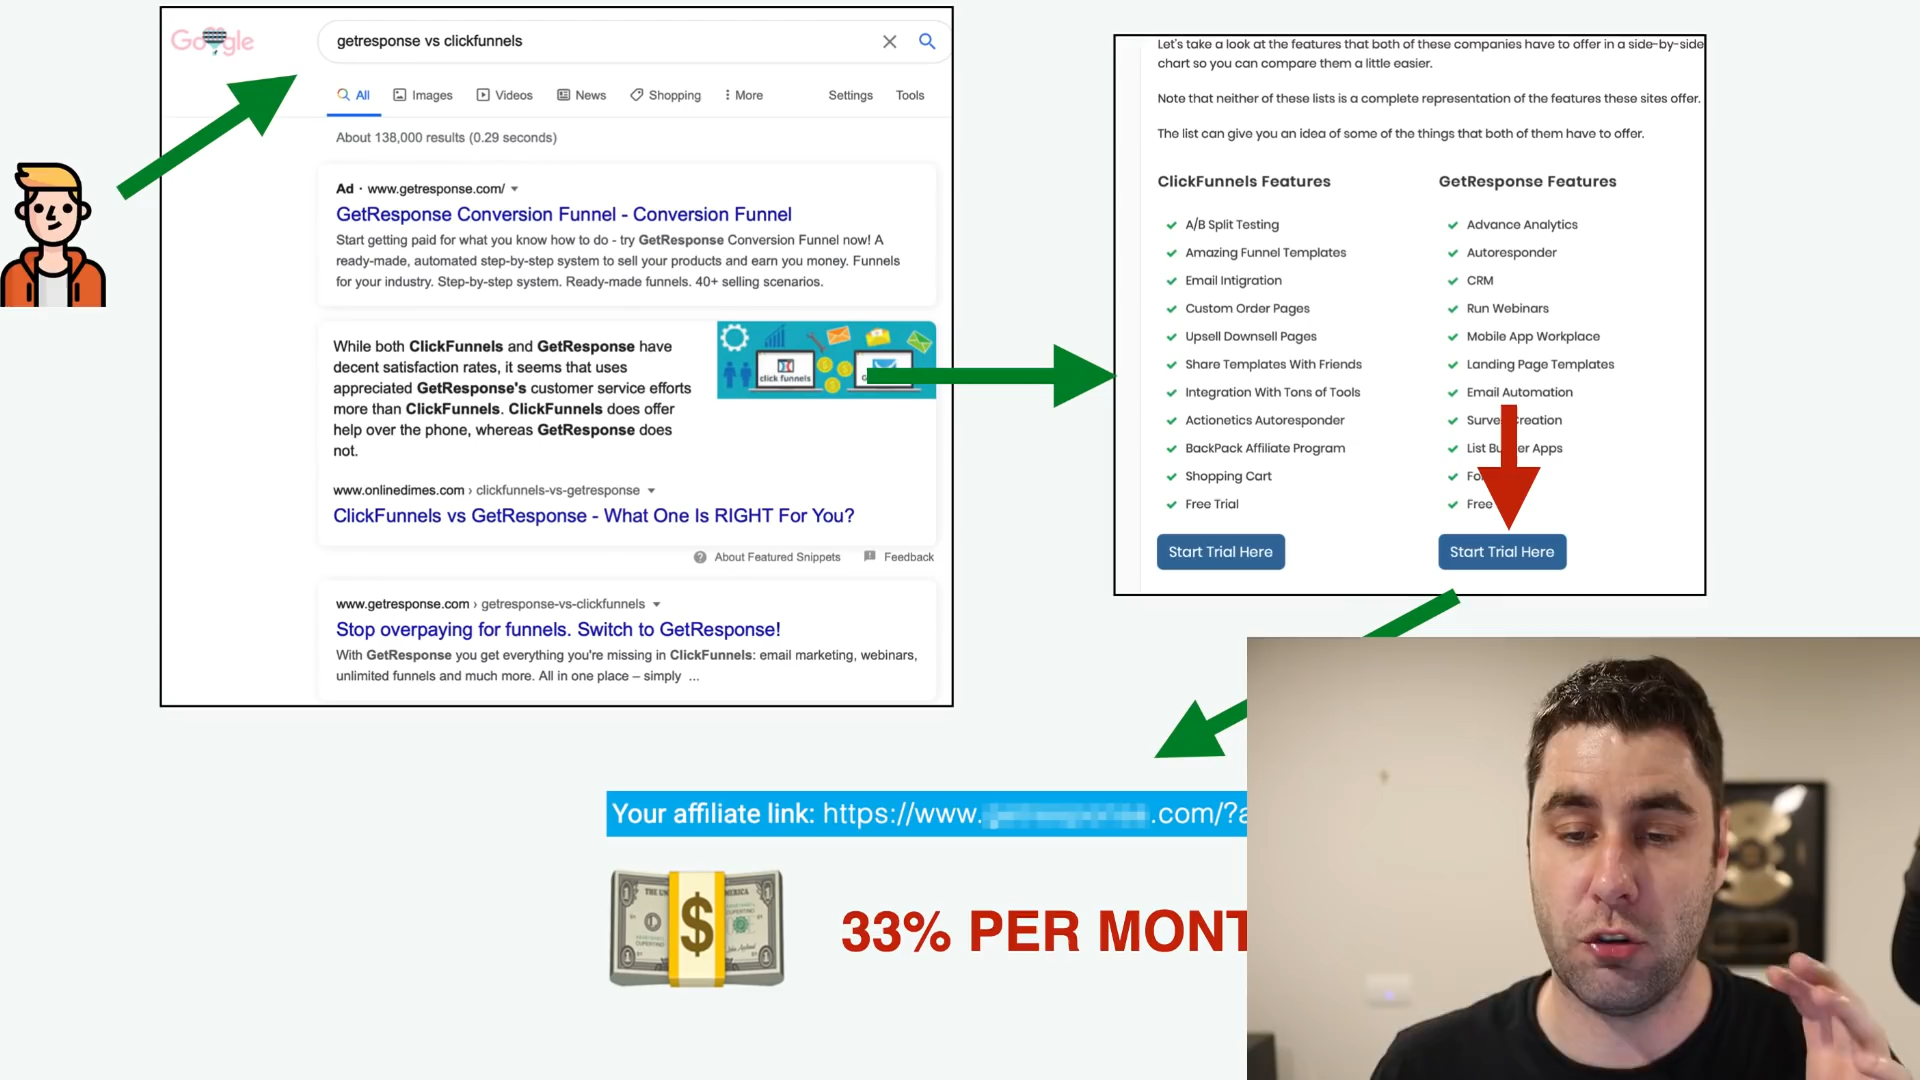 Google
getresponse vs clickfunnels
All Images Videos News Shopping More Settings Tools
About 138,000 results (0.29 seconds)
Ad · www.getresponse.com/
GetResponse Conversion Funnel - Conversion Funnel
Start getting paid for what you know how to do - try GetResponse Conversion Funnel now! A
ready-made, automated step-by-step system to sell your products and earn you money. Funnels
for your industry. Step-by-step system. Ready-made funnels. 40+ selling scenarios.
While both ClickFunnels and GetResponse have
decent satisfaction rates, it seems that uses
appreciated GetResponse's customer service efforts
more than ClickFunnels. ClickFunnels does offer
help over the phone, whereas GetResponse does
not.
click funnels
www.onlinedimes.com › clickfunnels-vs-getresponse
ClickFunnels vs GetResponse - What One Is RIGHT For You?
About Featured Snippets Feedback
www.getresponse.com › getresponse-vs-clickfunnels
Stop overpaying for funnels. Switch to GetResponse!
With GetResponse you get everything you're missing in ClickFunnels: email marketing, webinars,
unlimited funnels and much more. All in one place – simply ...
Let's take a look at the features that both of these companies have to offer in a side-by-side
chart so you can compare them a little easier.
Note that neither of these lists is a complete representation of the features these sites offer.
The list can give you an idea of some of the things that both of them have to offer.
ClickFunnels Features
A/B Split Testing
Amazing Funnel Templates
Email Intigration
Custom Order Pages
Upsell Downsell Pages
Share Templates With Friends
Integration With Tons of Tools
Actionetics Autoresponder
BackPack Affiliate Program
Shopping Cart
Free Trial
Start Trial Here
GetResponse Features
Advance Analytics
Autoresponder
CRM
Run Webinars
Mobile App Workplace
Landing Page Templates
Email Automation
Creation
Apps
Free
Start Trial Here
Your affiliate link: https://www. .com/?a
33% PER MONT